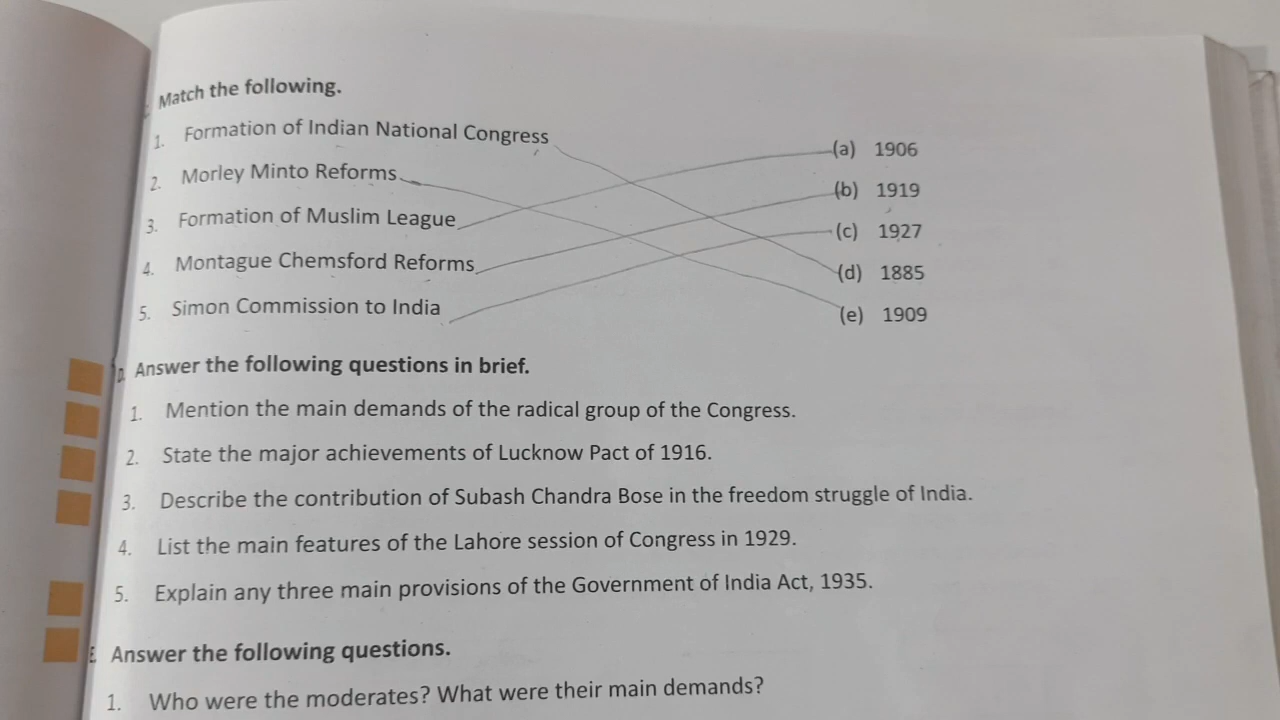 Match the following.
1. Formation of Indian National Congress (a) 1906
2. Morley Minto Reforms (b) 1919
3. Formation of Muslim League (c) 1927
4. Montague Chemsford Reforms (d) 1885
5. Simon Commission to India (e) 1909
D. Answer the following questions in brief.
1. Mention the main demands of the radical group of the Congress.
2. State the major achievements of Lucknow Pact of 1916.
3. Describe the contribution of Subash Chandra Bose in the freedom struggle of India.
4. List the main features of the Lahore session of Congress in 1929.
5. Explain any three main provisions of the Government of India Act, 1935.
E. Answer the following questions.
1. Who were the moderates? What were their main demands?